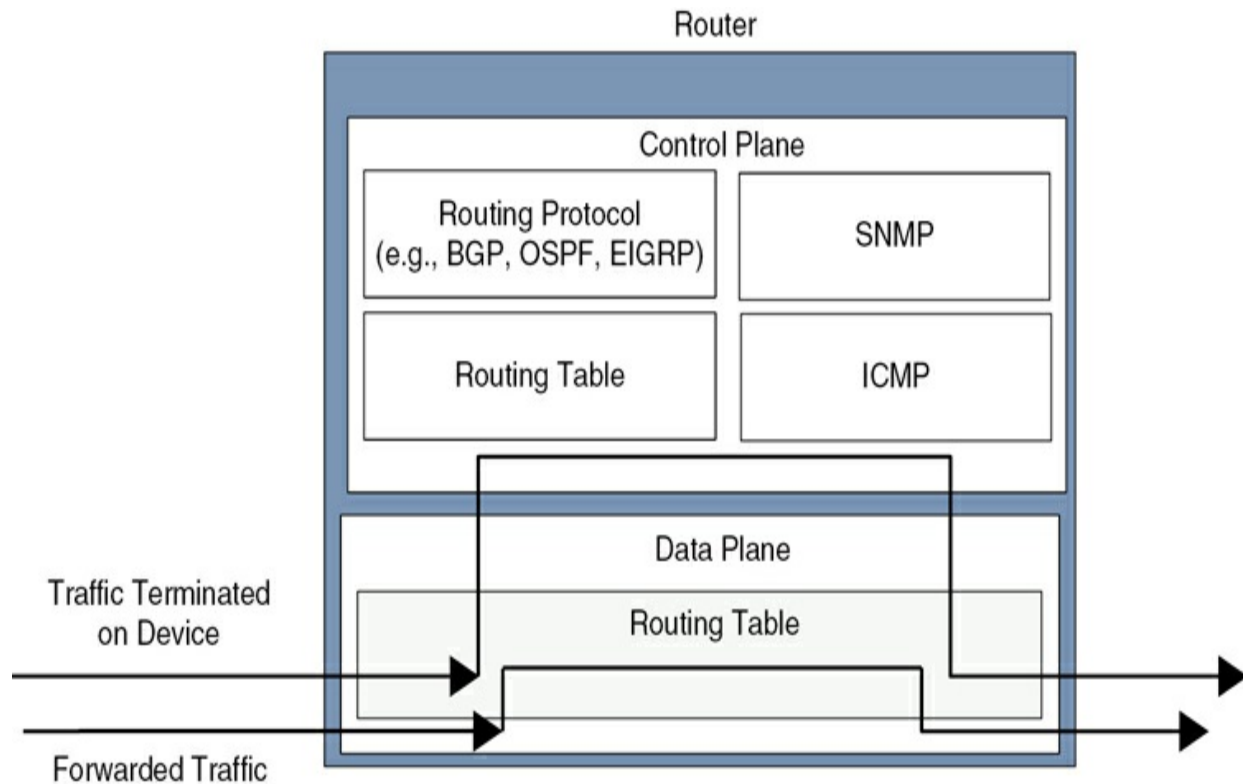 Router
Control Plane
Routing Protocol
(e.g., BGP, OSPF, EIGRP)
SNMP
Routing Table
ICMP
Data Plane
Routing Table
Traffic Terminated
on Device
Forwarded Traffic